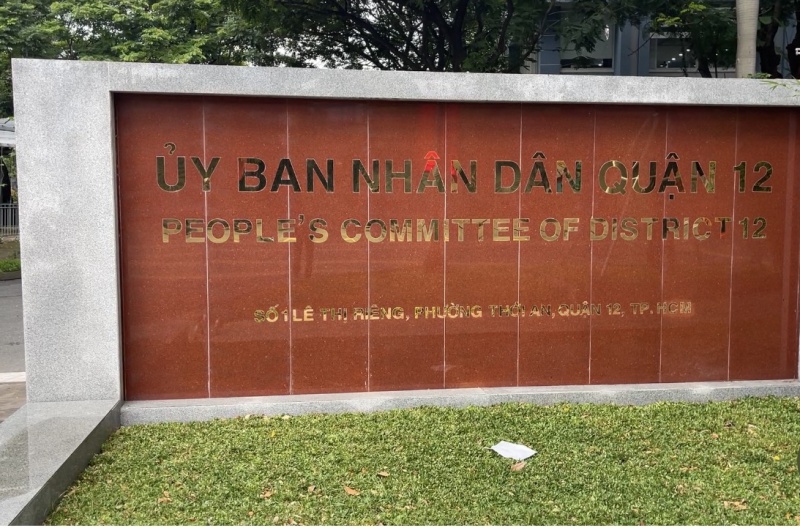 ỦY BAN NHÂN DÂN QUẬN 12
PEOPLE'S COMMITTEE OF DISTRICT 12
SỐ 1 LÊ THỊ RIÊNG, PHƯỜNG THỚI AN, QUẬN 12, TP. HCM